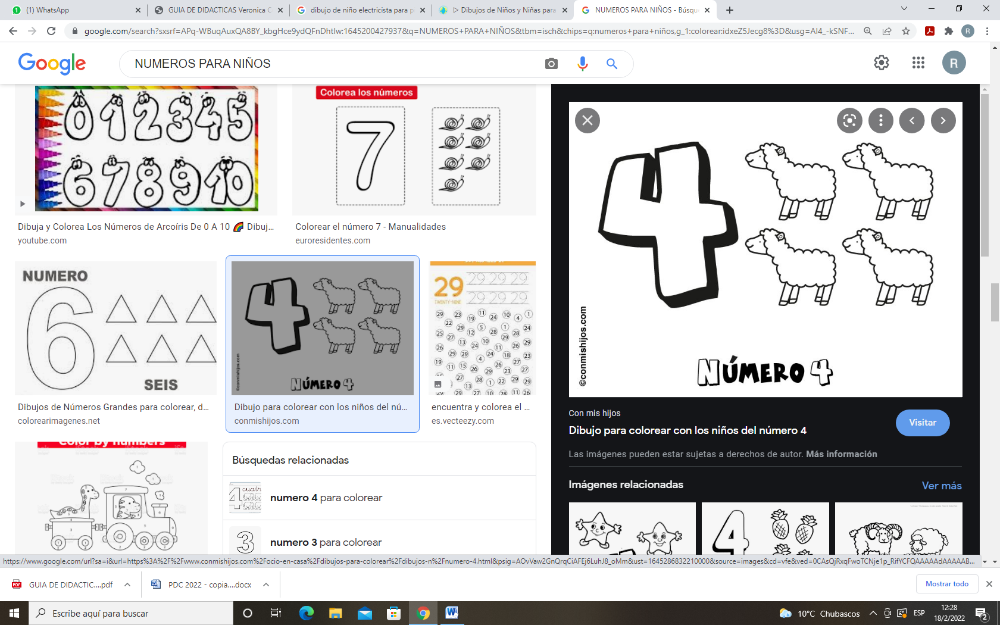 (1) WhatsApp
GUIA DE DIDACTICAS Veronica C
dibujo de niño electricista para p
▷ Dibujos de Niños y Niñas para
NUMEROS PARA NIÑOS - Búsqu
google.com/search?sxsrf=APq-WBuqAuxQA8BY_kbgHce9ydQFnDhtlw:1645200427937&q=NUMEROS+PARA+NIÑOS&tbm=isch&chips=q:numeros+para+niños,g_1:colorear:idxeZ5Jecg8%3D&usg=AI4_-kSNF...
R
Google
NUMEROS PARA NIÑOS
R
0 1 2 3 4 5
6 7 8 9 10
Dibuja y Colorea Los Números de Arcoíris De 0 A 10 🌈 Dibuj...
youtube.com
Colorea los números
7
Colorear el número 7 - Manualidades
euroresidentes.com
NUMERO
6
SEIS
Dibujos de Números Grandes para colorear, d...
colorearimagenes.net
4
©conmishijos.com
NÚMERO 4
Dibujo para colorear con los niños del nú...
conmishijos.com
29
29 29 29
TWENTY-NINE
29 29 29
encuentra y colorea el ...
es.vecteezy.com
Color by numbers
Búsquedas relacionadas
numero 4 para colorear
3
numero 3 para colorear
4
©conmishijos.com
NÚMERO 4
Con mis hijos
Dibujo para colorear con los niños del número 4
Visitar
Las imágenes pueden estar sujetas a derechos de autor. Más información
Imágenes relacionadas
Ver más
4
https://www.google.com/url?sa=i&url=https%3A%2F%2Fwww.conmishijos.com%2Focio-en-casa%2Fdibujos-para-colorear%2Fdibujos-n%2Fnumero-4.html&psig=AOvVaw2GnQrqCiAFEj6LuhJ8_oMm&ust=1645286832210000&source=images&cd=vfe&ved=0CAsQjRxqFwoTCNje1p_RifYCFQAAAAAdAAAAAB...
GUIA DE DIDACTIC....pdf
PDC 2022 - copia....docx
Mostrar todo
Escribe aquí para buscar
10°C Chubascos
ESP
12:28
18/2/2022
2